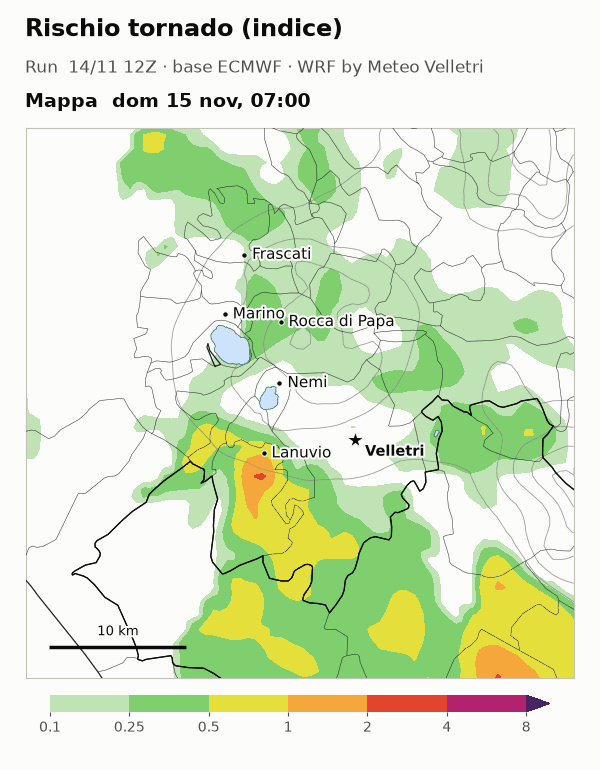 Rischio tornado (indice)
Run 14/11 12Z · base ECMWF · WRF by Meteo Velletri
Mappa dom 15 nov, 07:00
Frascati
Marino
Rocca di Papa
Nemi
Velletri
Lanuvio
10 km
0.1 0.25 0.5 1 2 4 8